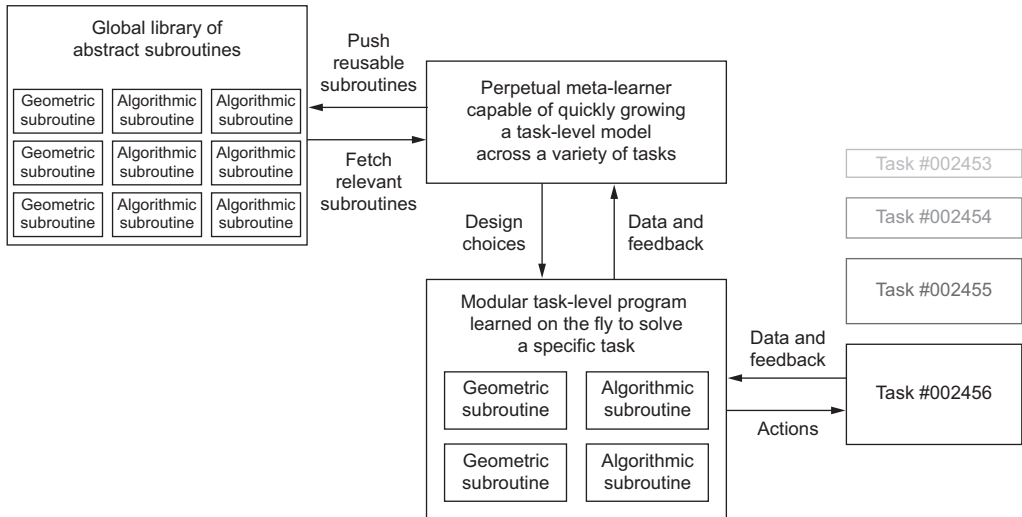 Global library of
abstract subroutines
Geometric
subroutine
Algorithmic
subroutine
Algorithmic
subroutine
Geometric
subroutine
Algorithmic
subroutine
Algorithmic
subroutine
Geometric
subroutine
Algorithmic
subroutine
Algorithmic
subroutine
Push
reusable
subroutines
Fetch
relevant
subroutines
Perpetual meta-learner
capable of quickly growing
a task-level model
across a variety of tasks
Design
choices
Data and
feedback
Modular task-level program
learned on the fly to solve
a specific task
Geometric
subroutine
Algorithmic
subroutine
Geometric
subroutine
Algorithmic
subroutine
Data and
feedback
Actions
Task #002453
Task #002454
Task #002455
Task #002456